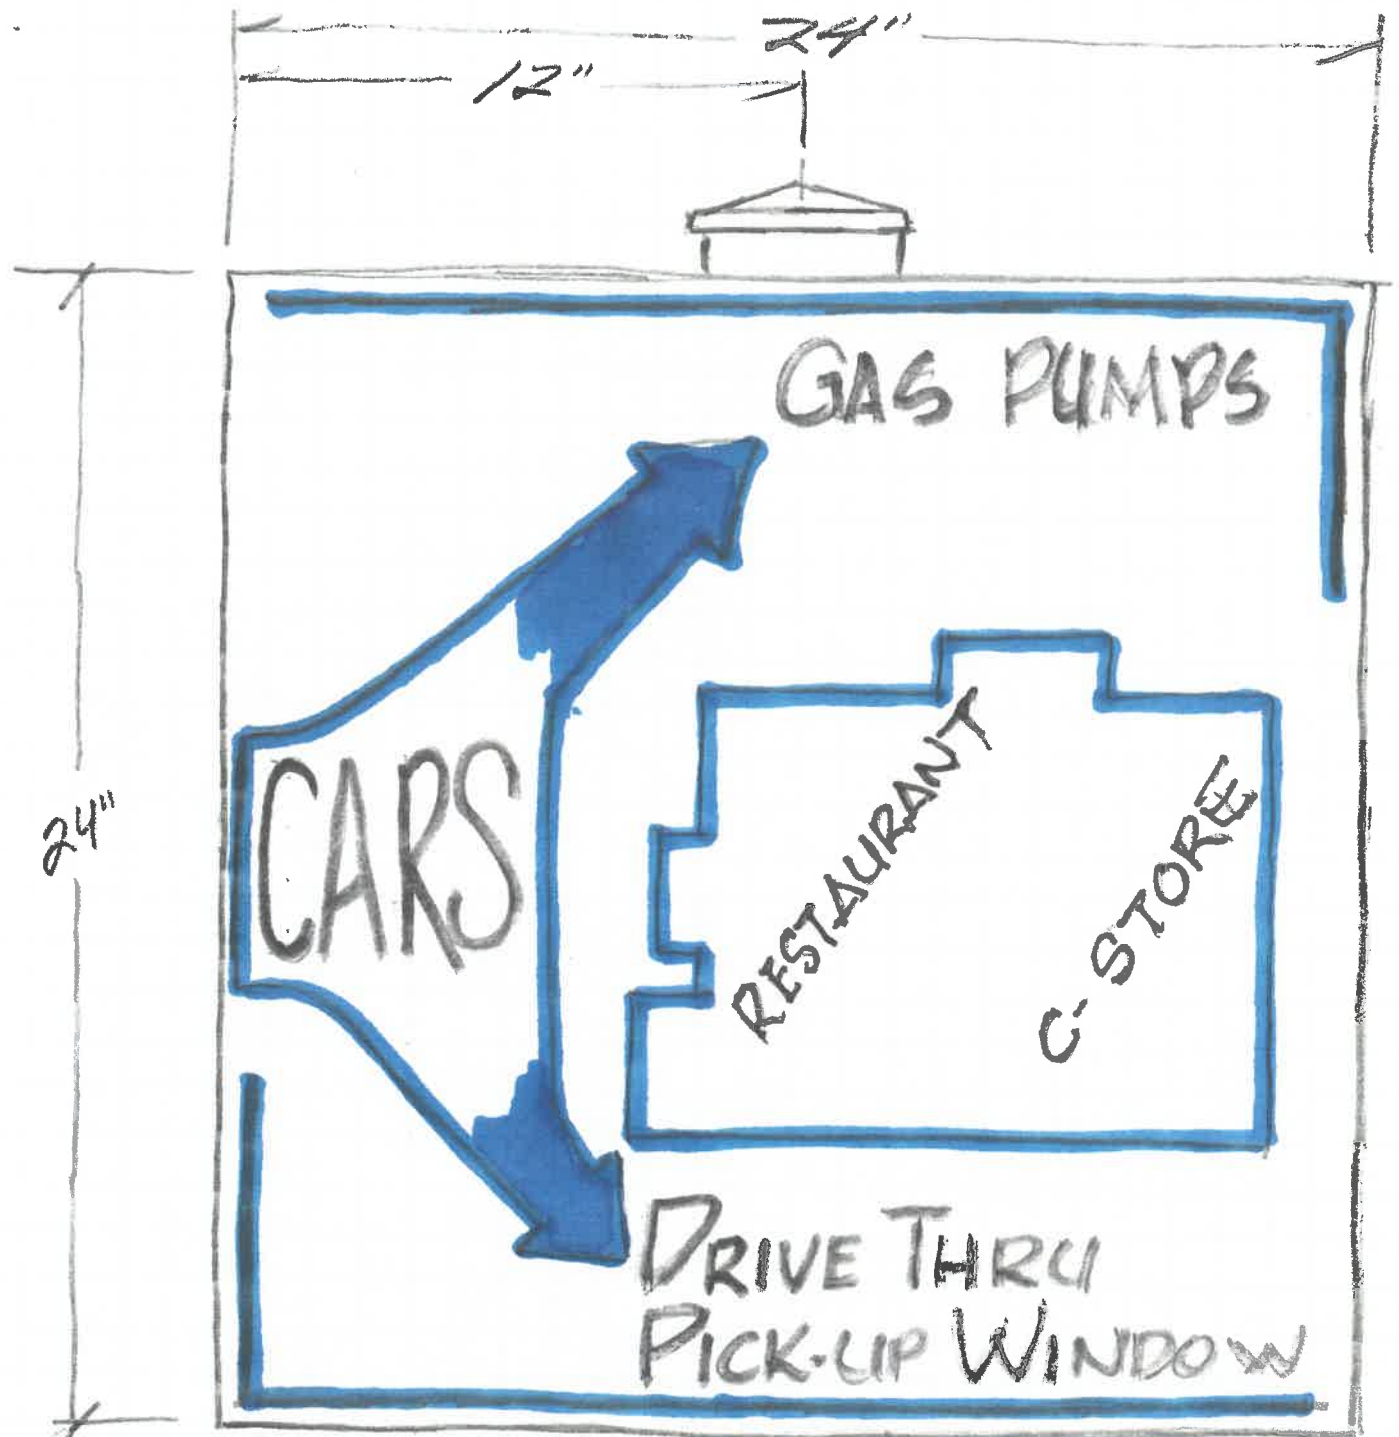 24"
12"
GAS PUMPS
24"
CARS
RESTAURANT
C-STORE
DRIVE THRU
PICK-UP WINDOW